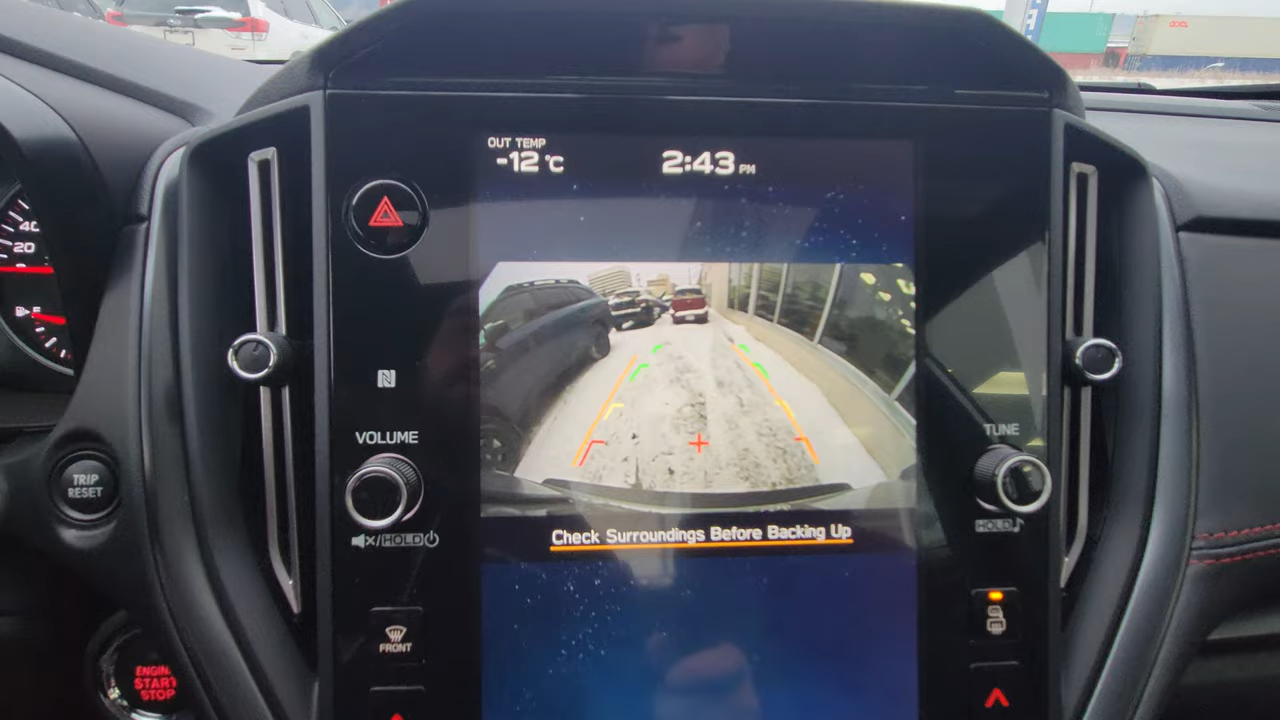 OUT TEMP
-12°C
2:43 PM
40
20
VOLUME
TUNE
TRIP
RESET
/HOLD
HOLD
Check Surroundings Before Backing Up
FRONT
ENGINE
START
STOP